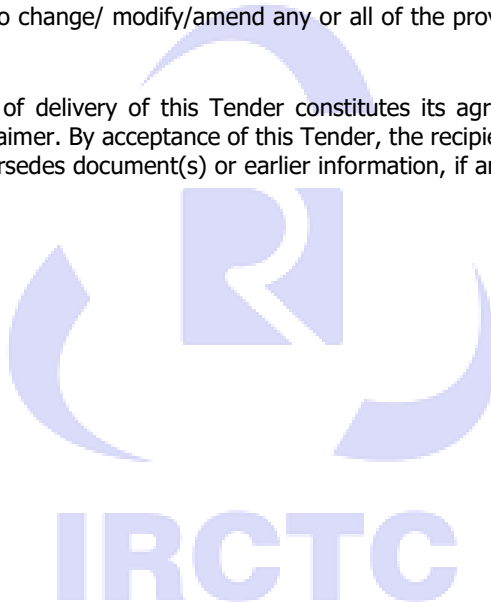 o change/ modify/amend any or all of the prov
of delivery of this Tender constitutes its agr
aimer. By acceptance of this Tender, the recipie
rsedes document(s) or earlier information, if ar
R
IRCTC